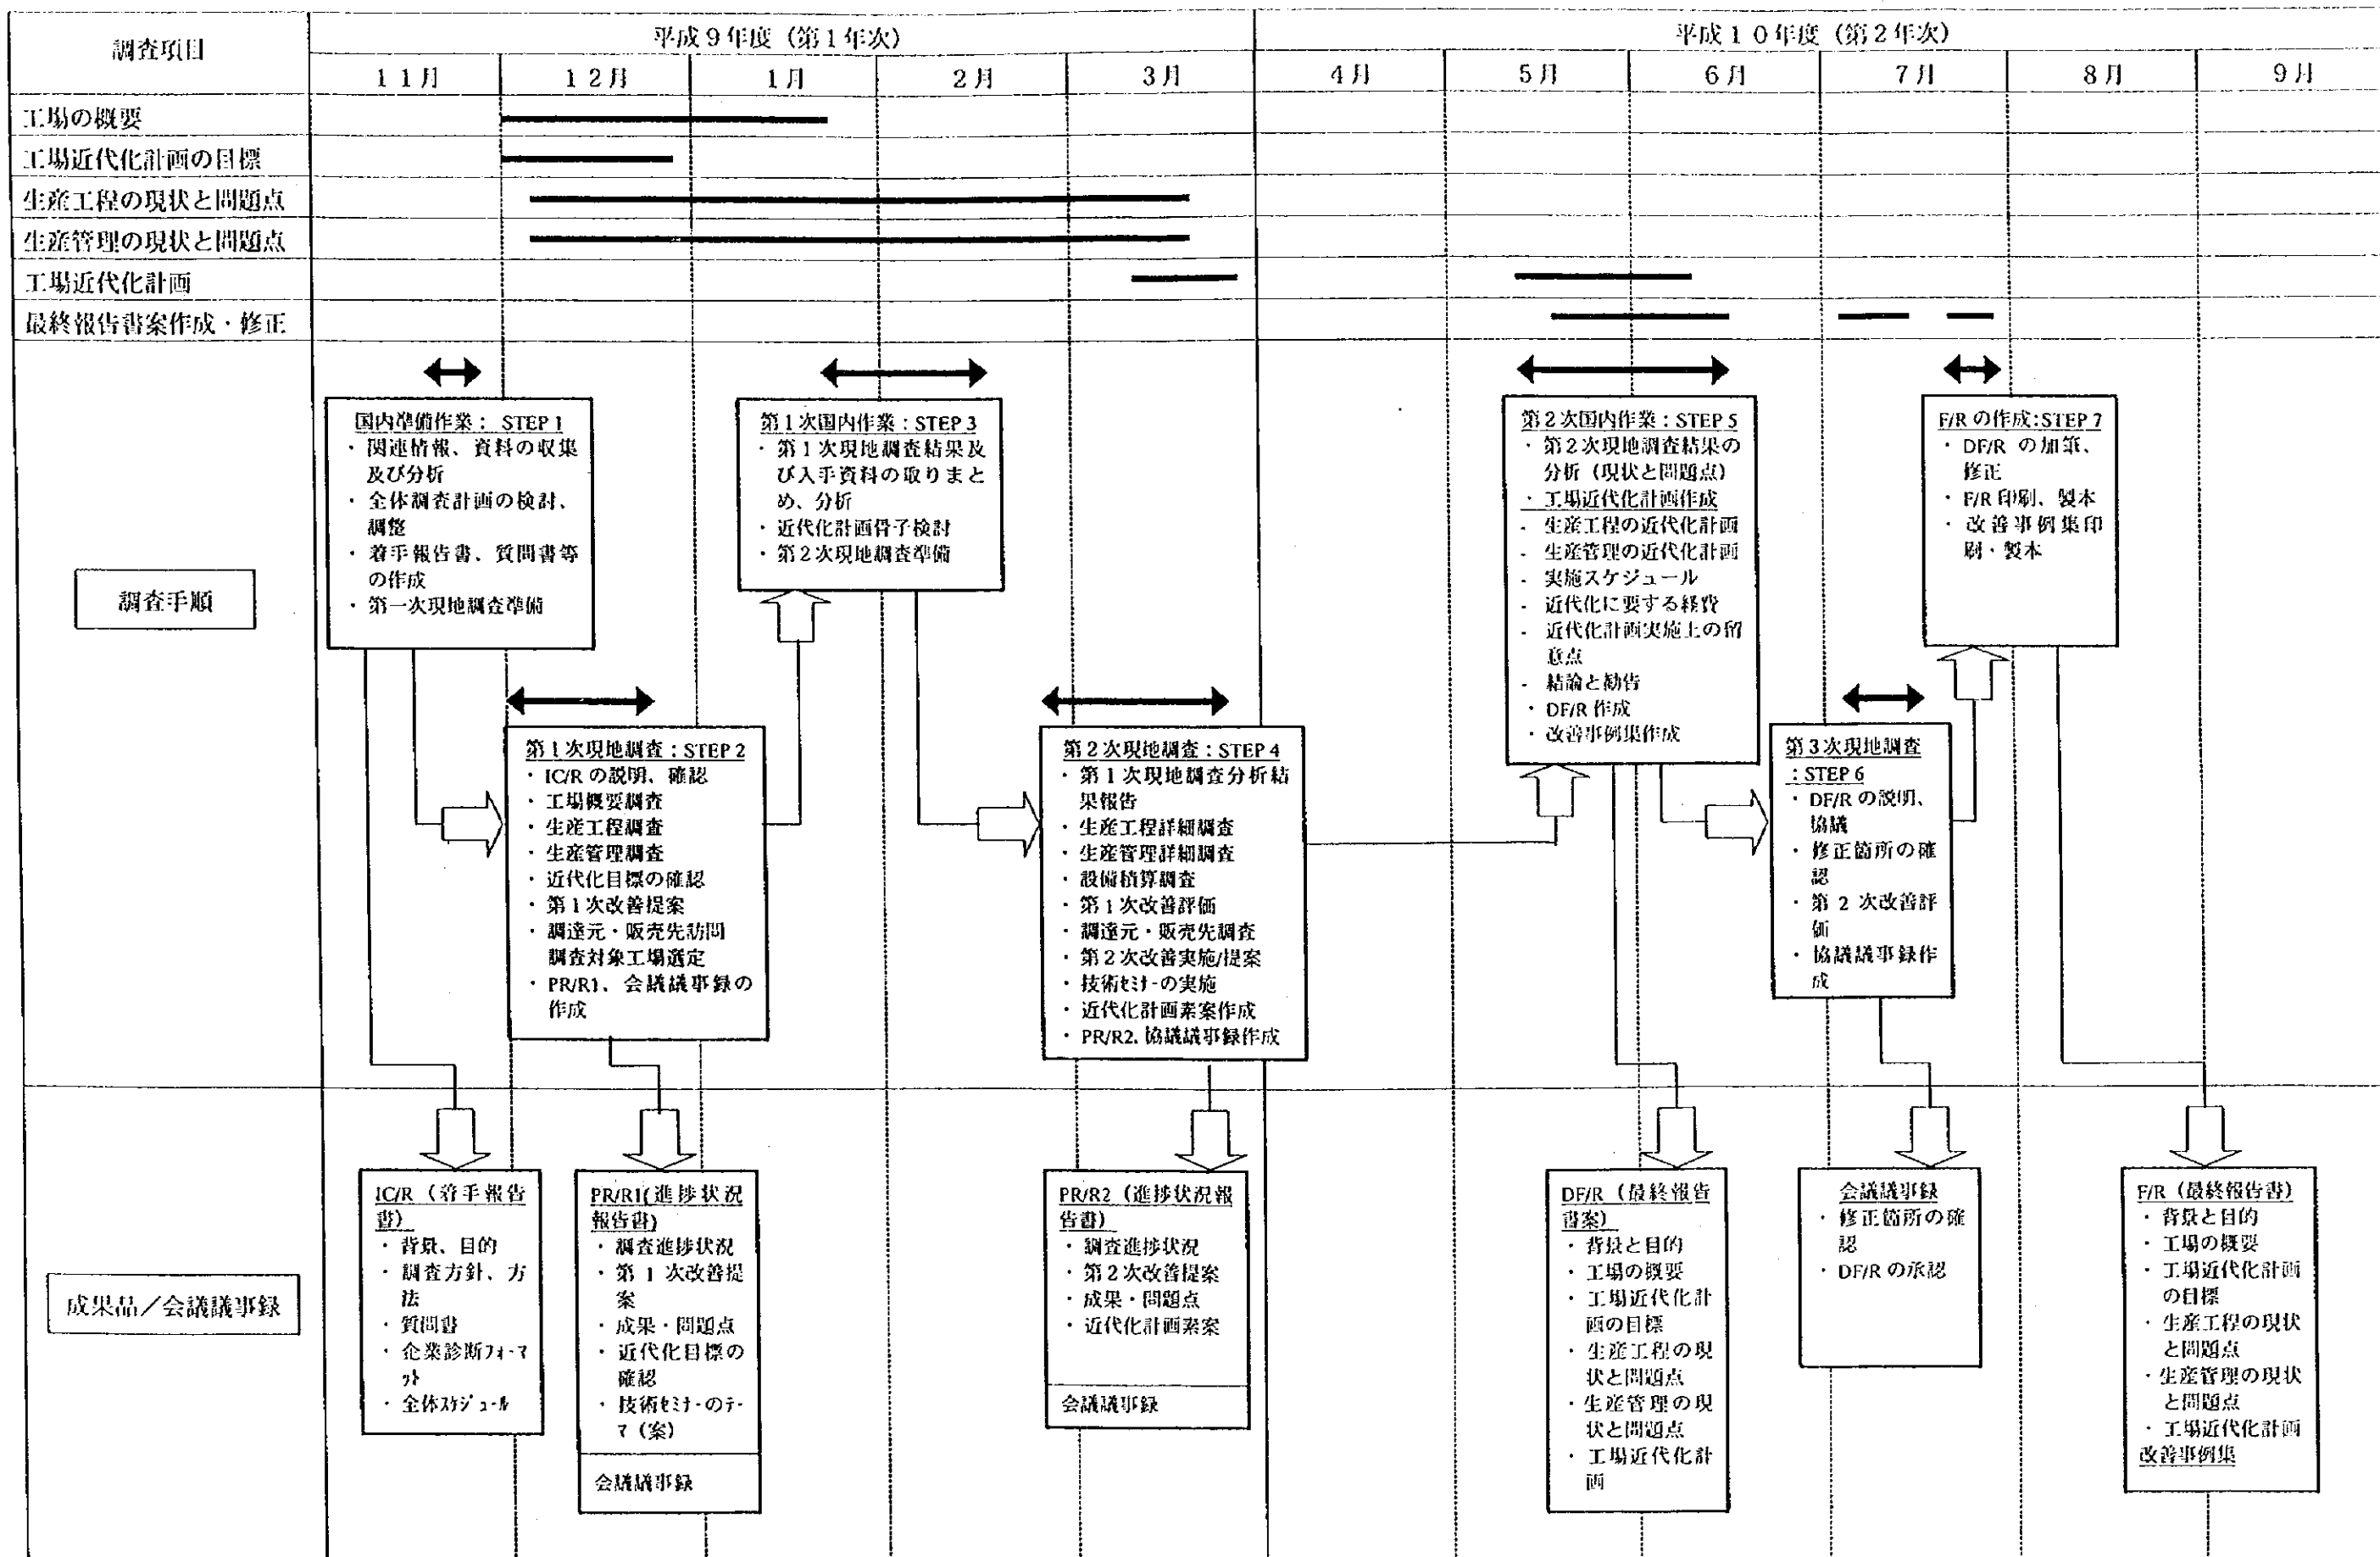 調査項目
平成9年度(第1年次)
平成10年度(第2年次)
11月
12月
1月
2月
3月
4月
5月
6月
7月
8月
9月
工場の概要
工場近代化計画の目標
生産工程の現状と問題点
生産管理の現状と問題点
工場近代化計画
最終報告書案作成・修正
調査手順
国内準備作業: STEP 1
・関連情報、資料の収集
及び分析
・全体調査計画の検討、
調整
・着手報告書、質問書等
の作成
・第一次現地調査準備
第1次現地調査:STEP 2
・IC/R の説明、確認
・工場概要調査
・生産工程調査
・生産管理調査
・近代化目標の確認
・第1次改善提案
・調達元・販売先訪問
調査対象工場選定
・PR/R1、会議議事録の
作成
第1次国内作業:STEP 3
・第1次現地調査結果及
び入手資料の取りまと
め、分析
・近代化計画骨子検討
・第2次現地調査準備
第2次現地調査:STEP 4
・第1次現地調査分析結
果報告
・生産工程詳細調査
・生産管理詳細調査
・設備積算調査
・第1次改善評価
・調達元・販売先調査
・第2次改善実施/提案
・技術セミナーの実施
・近代化計画素案作成
・PR/R2. 協議議事録作成
第2次国内作業:STEP 5
・第2次現地調査結果の
分析(現状と問題点)
・工場近代化計画作成
- 生産工程の近代化計画
- 生産管理の近代化計画
- 実施スケジュール
- 近代化に要する経費
- 近代化計画実施上の留
意点
- 結論と勧告
・DF/R 作成
・改善事例集作成
第3次現地調査
:STEP 6
・DF/R の説明、
協議
・修正箇所の確
認
・第 2 次改善評
価
・協議議事録作
成
F/R の作成:STEP 7
・DF/R の加筆、
修正
・F/R 印刷、製本
・改善事例集印
刷・製本
成果品/会議議事録
IC/R(着手報告
書)
・背景、目的
・調査方針、方
法
・質問書
・企業診断フォーマ
ット
・全体スケジュール
PR/R1(進捗状況
報告書)
・調査進捗状況
・第 1 次改善提
案
・成果・問題点
・近代化目標の
確認
・技術セミナーのテー
マ(案)
会議議事録
PR/R2(進捗状況報
告書)
・調査進捗状況
・第2次改善提案
・成果・問題点
・近代化計画素案
会議議事録
DF/R(最終報告
書案)
・背景と目的
・工場の概要
・工場近代化計
画の目標
・生産工程の現
状と問題点
・生産管理の現
状と問題点
・工場近代化計
画
会議議事録
・修正箇所の確
認
・DF/R の承認
F/R(最終報告書)
・背景と目的
・工場の概要
・工場近代化計画
の目標
・生産工程の現状
と問題点
・生産管理の現状
と問題点
・工場近代化計画
改善事例集